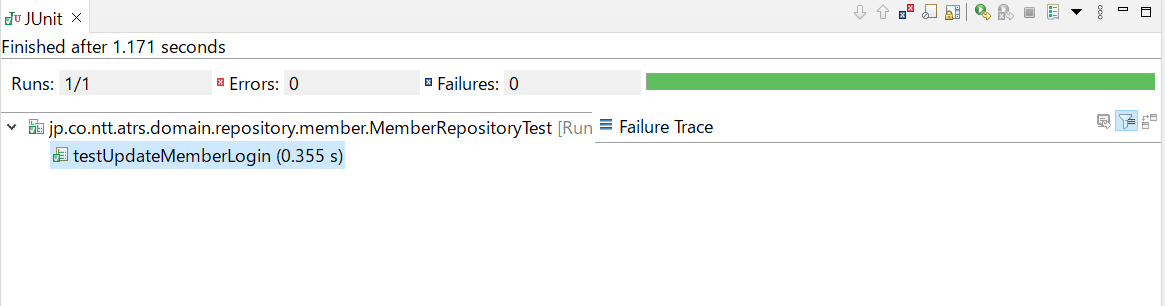 JUnit
Finished after 1.171 seconds
Runs: 1/1 Errors: 0 Failures: 0
jp.co.ntt.atrs.domain.repository.member.MemberRepositoryTest [Run
Failure Trace
testUpdateMemberLogin (0.355 s)